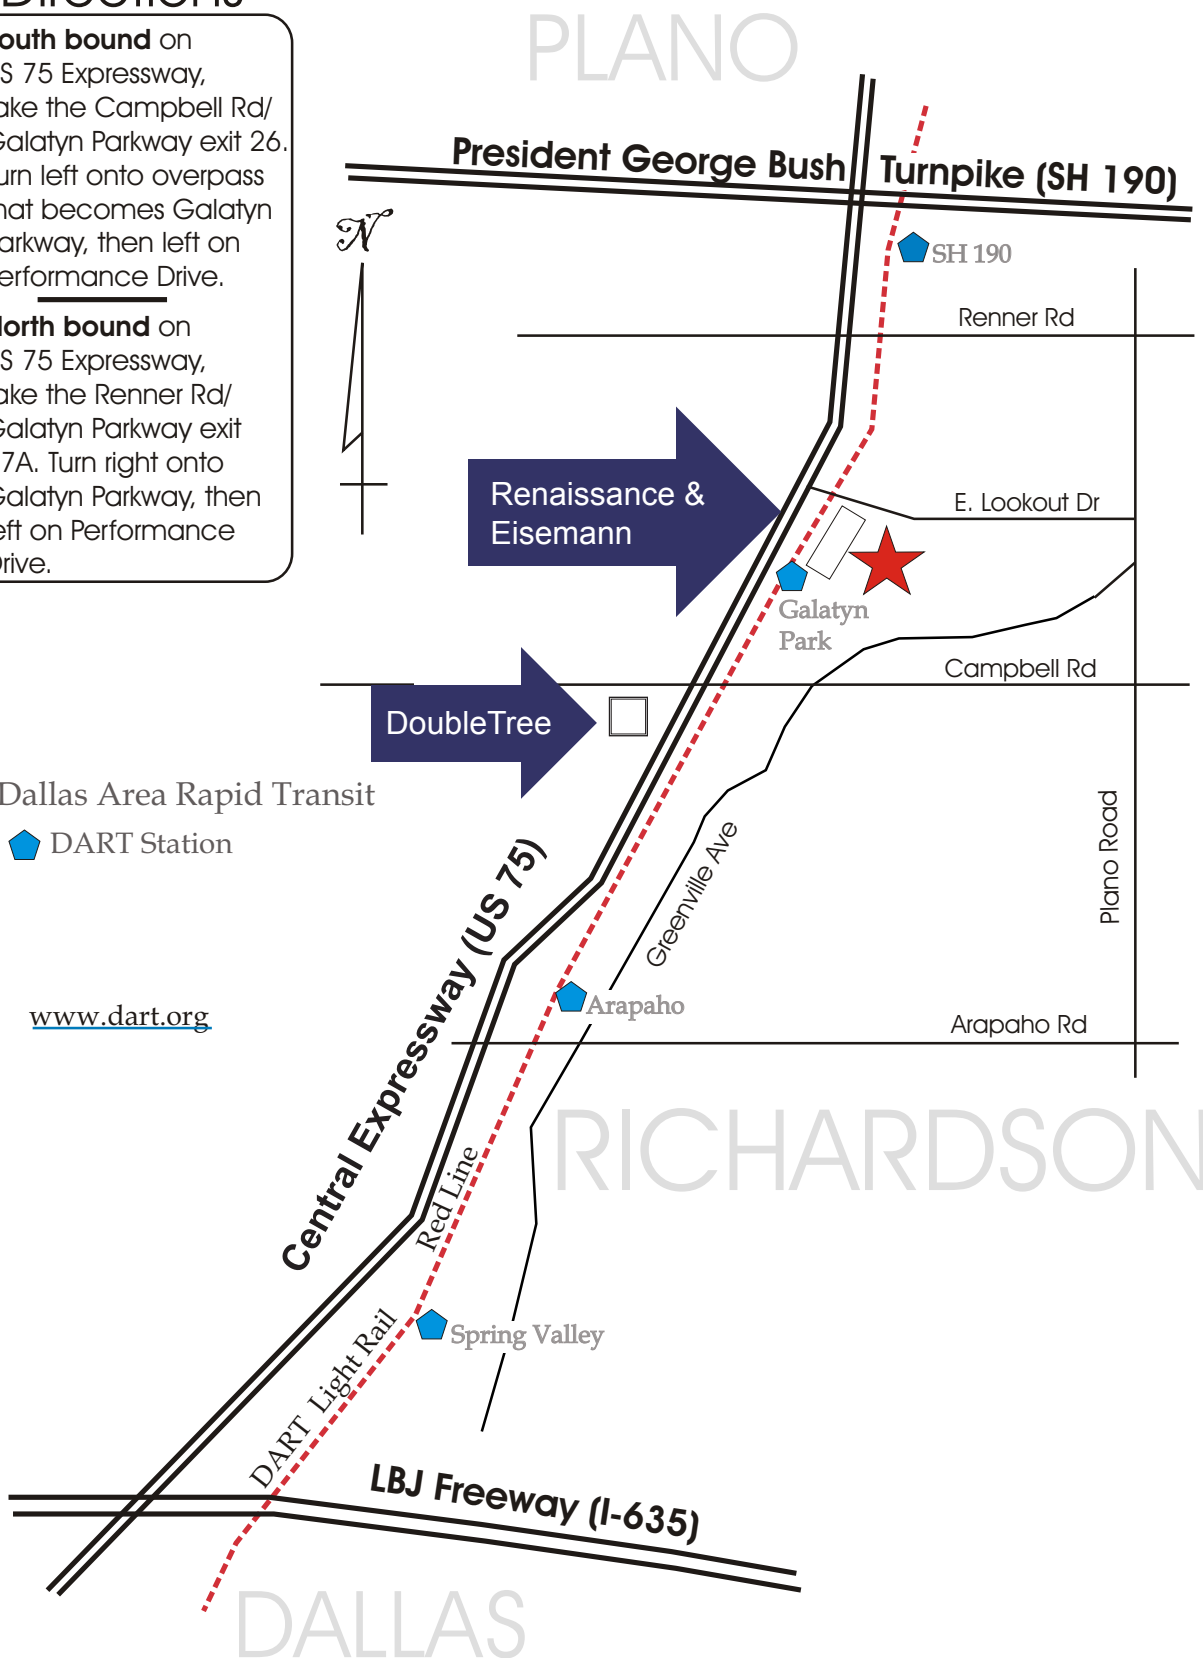 Directions
outh bound on
S 75 Expressway,
ake the Campbell Rd/
Galatyn Parkway exit 26.
urn left onto overpass
hat becomes Galatyn
arkway, then left on
erformance Drive.
orth bound on
S 75 Expressway,
ake the Renner Rd/
Galatyn Parkway exit
7A. Turn right onto
Galatyn Parkway, then
eft on Performance
rive.
PLANO
President George Bush Turnpike (SH 190)
N
SH 190
Renner Rd
Renaissance &
Eisemann
E. Lookout Dr
Galatyn
Park
Campbell Rd
DoubleTree
Dallas Area Rapid Transit
DART Station
Plano Road
Greenville Ave
Central Expressway (US 75)
www.dart.org
Arapaho
Arapaho Rd
RICHARDSON
Red Line
Spring Valley
DART Light Rail
LBJ Freeway (I-635)
DALLAS